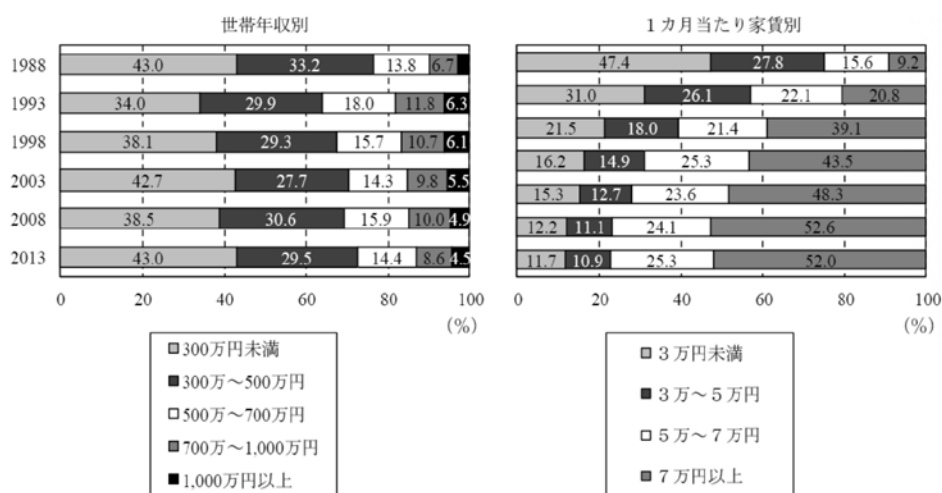 世帯年収別
1988 43.0 33.2 13.8 6.7
1993 34.0 29.9 18.0 11.8 6.3
1998 38.1 29.3 15.7 10.7 6.1
2003 42.7 27.7 14.3 9.8 5.5
2008 38.5 30.6 15.9 10.0 4.9
2013 43.0 29.5 14.4 8.6 4.5
0 20 40 60 80 100
(%)
300万円未満
300万～500万円
500万～700万円
700万～1,000万円
1,000万円以上
１カ月当たり家賃別
47.4 27.8 15.6 9.2
31.0 26.1 22.1 20.8
21.5 18.0 21.4 39.1
16.2 14.9 25.3 43.5
15.3 12.7 23.6 48.3
12.2 11.1 24.1 52.6
11.7 10.9 25.3 52.0
0 20 40 60 80 100
(%)
３万円未満
３万～５万円
５万～７万円
７万円以上